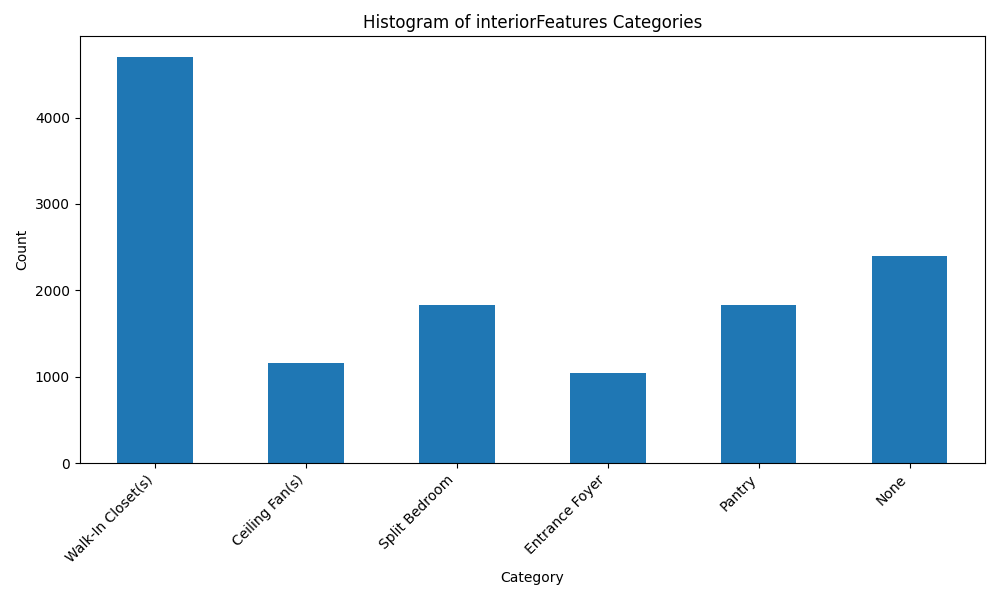 Histogram of interiorFeatures Categories
Count
4000
3000
2000
1000
0
Walk-In Closet(s)
Ceiling Fan(s)
Split Bedroom
Entrance Foyer
Pantry
None
Category